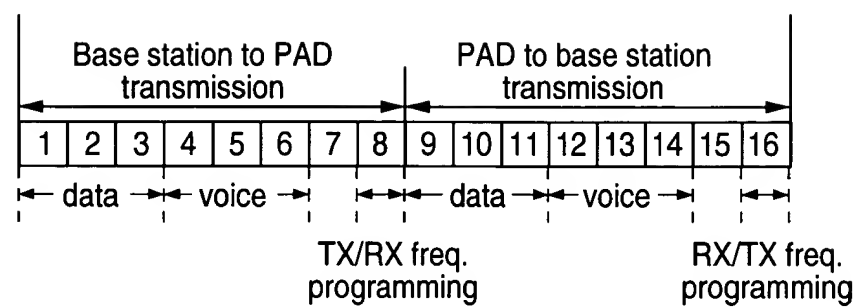 Base station to PAD
transmission
PAD to base station
transmission
1 2 3 4 5 6 7 8 9 10 11 12 13 14 15 16
data voice data voice
TX/RX freq.
programming
RX/TX freq.
programming